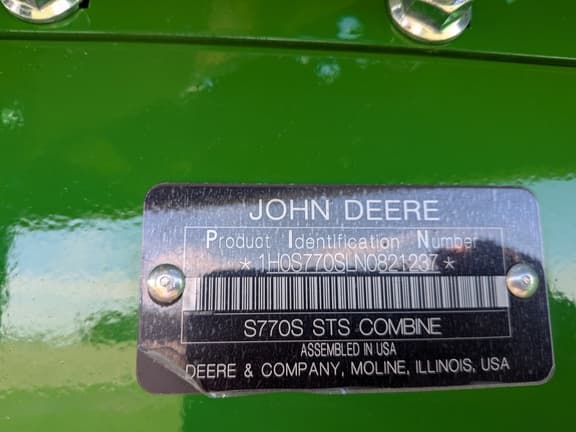 JOHN DEERE
Product Identification Number
* 1H0S770SLN0821237 *
S770S STS COMBINE
ASSEMBLED IN USA
DEERE & COMPANY, MOLINE, ILLINOIS, USA